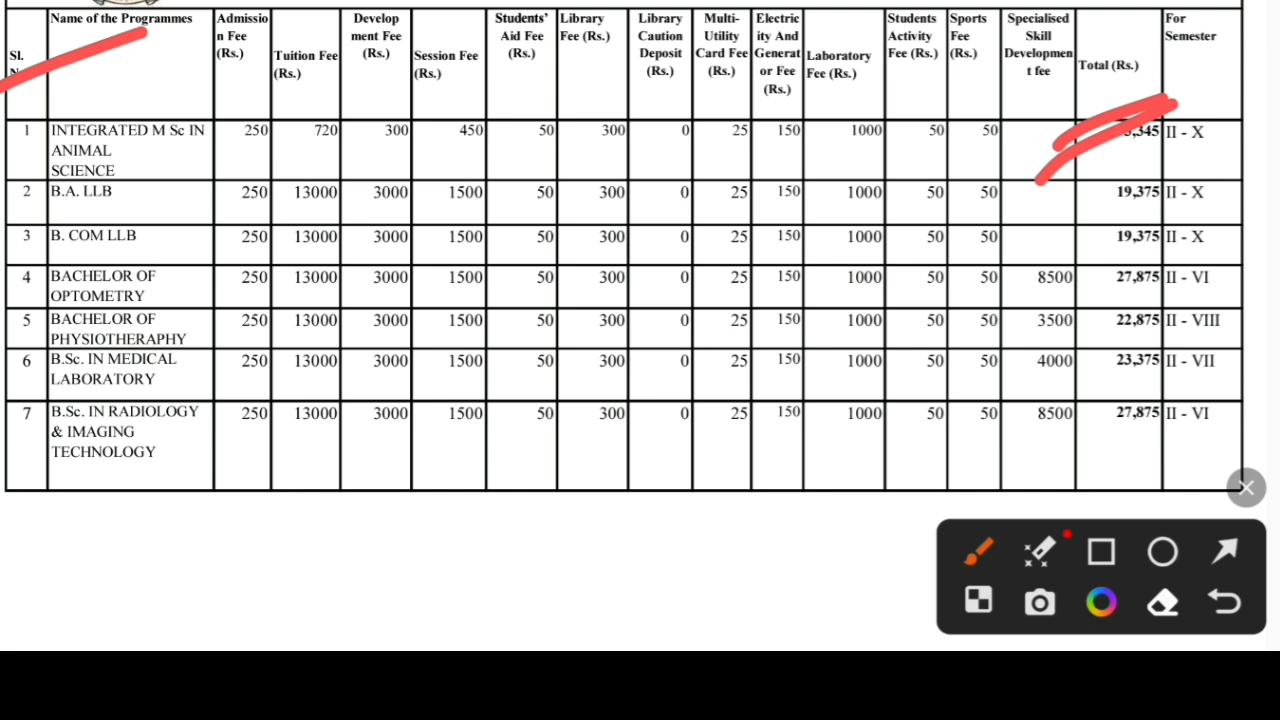 Sl. Name of the Programmes Admissio n Fee (Rs.) Tuition Fee (Rs.) Develop ment Fee (Rs.) Session Fee (Rs.) Students' Aid Fee (Rs.) Library Fee (Rs.) Library Caution Deposit (Rs.) Multi- Utility Card Fee (Rs.) Electric ity And Generat or Fee (Rs.) Laboratory Fee (Rs.) Students Activity Fee (Rs.) Sports Fee (Rs.) Specialised Skill Developmen t fee Total (Rs.) For Semester
1 INTEGRATED M Sc IN 250 720 300 450 50 300 0 25 150 1000 50 50 II - X
ANIMAL
SCIENCE
2 B.A. LLB 250 13000 3000 1500 50 300 0 25 150 1000 50 50 19,375 II - X
3 B. COM LLB 250 13000 3000 1500 50 300 0 25 150 1000 50 50 19,375 II - X
4 BACHELOR OF 250 13000 3000 1500 50 300 0 25 150 1000 50 50 8500 27,875 II - VI
OPTOMETRY
5 BACHELOR OF 250 13000 3000 1500 50 300 0 25 150 1000 50 50 3500 22,875 II - VIII
PHYSIOTHERAPHY
6 B.Sc. IN MEDICAL 250 13000 3000 1500 50 300 0 25 150 1000 50 50 4000 23,375 II - VII
LABORATORY
7 B.Sc. IN RADIOLOGY 250 13000 3000 1500 50 300 0 25 150 1000 50 50 8500 27,875 II - VI
& IMAGING
TECHNOLOGY